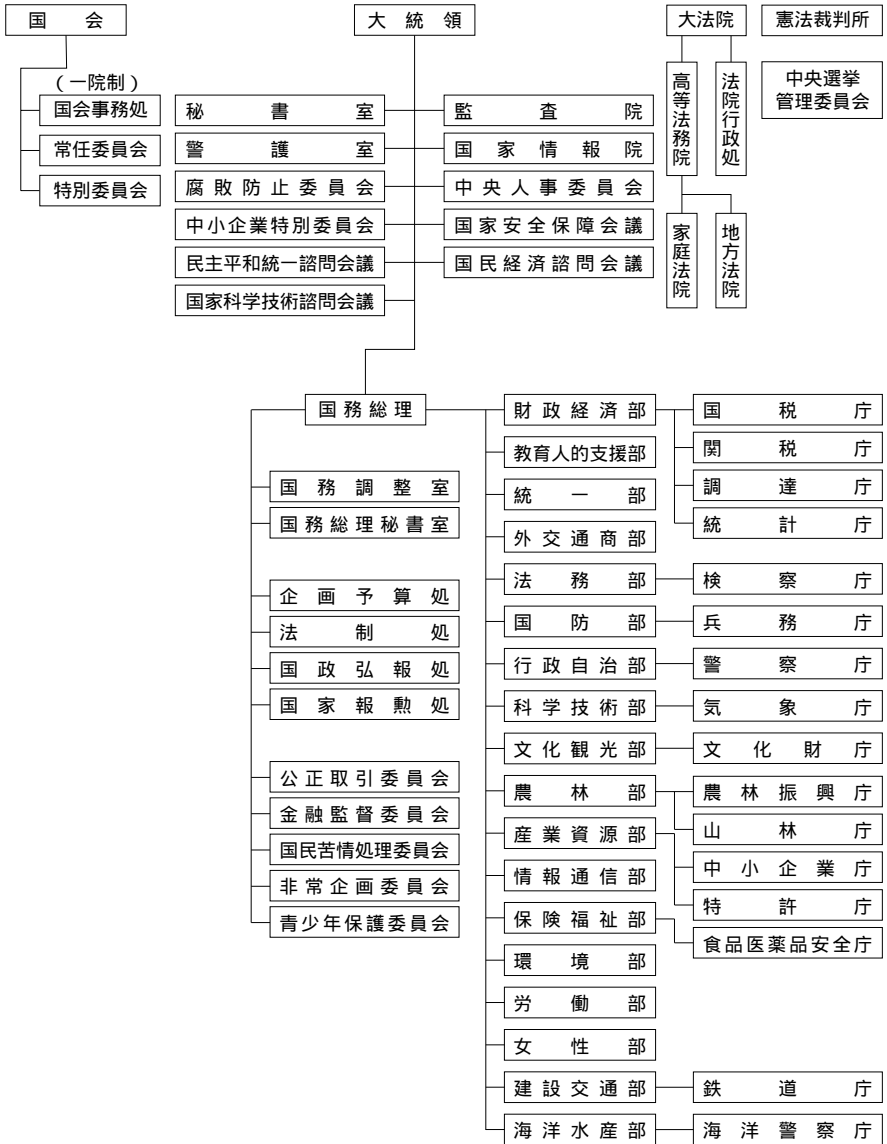 国会
大統領
大法院
憲法裁判所
(一院制)
国会事務処
常任委員会
特別委員会
秘書室
監査院
警護室
国家情報院
腐敗防止委員会
中央人事委員会
中小企業特別委員会
国家安全保障会議
民主平和統一諮問会議
国民経済諮問会議
国家科学技術諮問会議
高等法務院
法院行政処
中央選挙
管理委員会
家庭法院
地方法院
国務総理
国務調整室
国務総理秘書室
企画予算処
法制処
国政弘報処
国家報勲処
公正取引委員会
金融監督委員会
国民苦情処理委員会
非常企画委員会
青少年保護委員会
財政経済部
教育人的支援部
統一部
外交通商部
法務部
国防部
行政自治部
科学技術部
文化観光部
農林部
産業資源部
情報通信部
保険福祉部
環境部
労働部
女性部
建設交通部
海洋水産部
国税庁
関税庁
調達庁
統計庁
検察庁
兵務庁
警察庁
気象庁
文化財庁
農林振興庁
山林庁
中小企業庁
特許庁
食品医薬品安全庁
鉄道庁
海洋警察庁